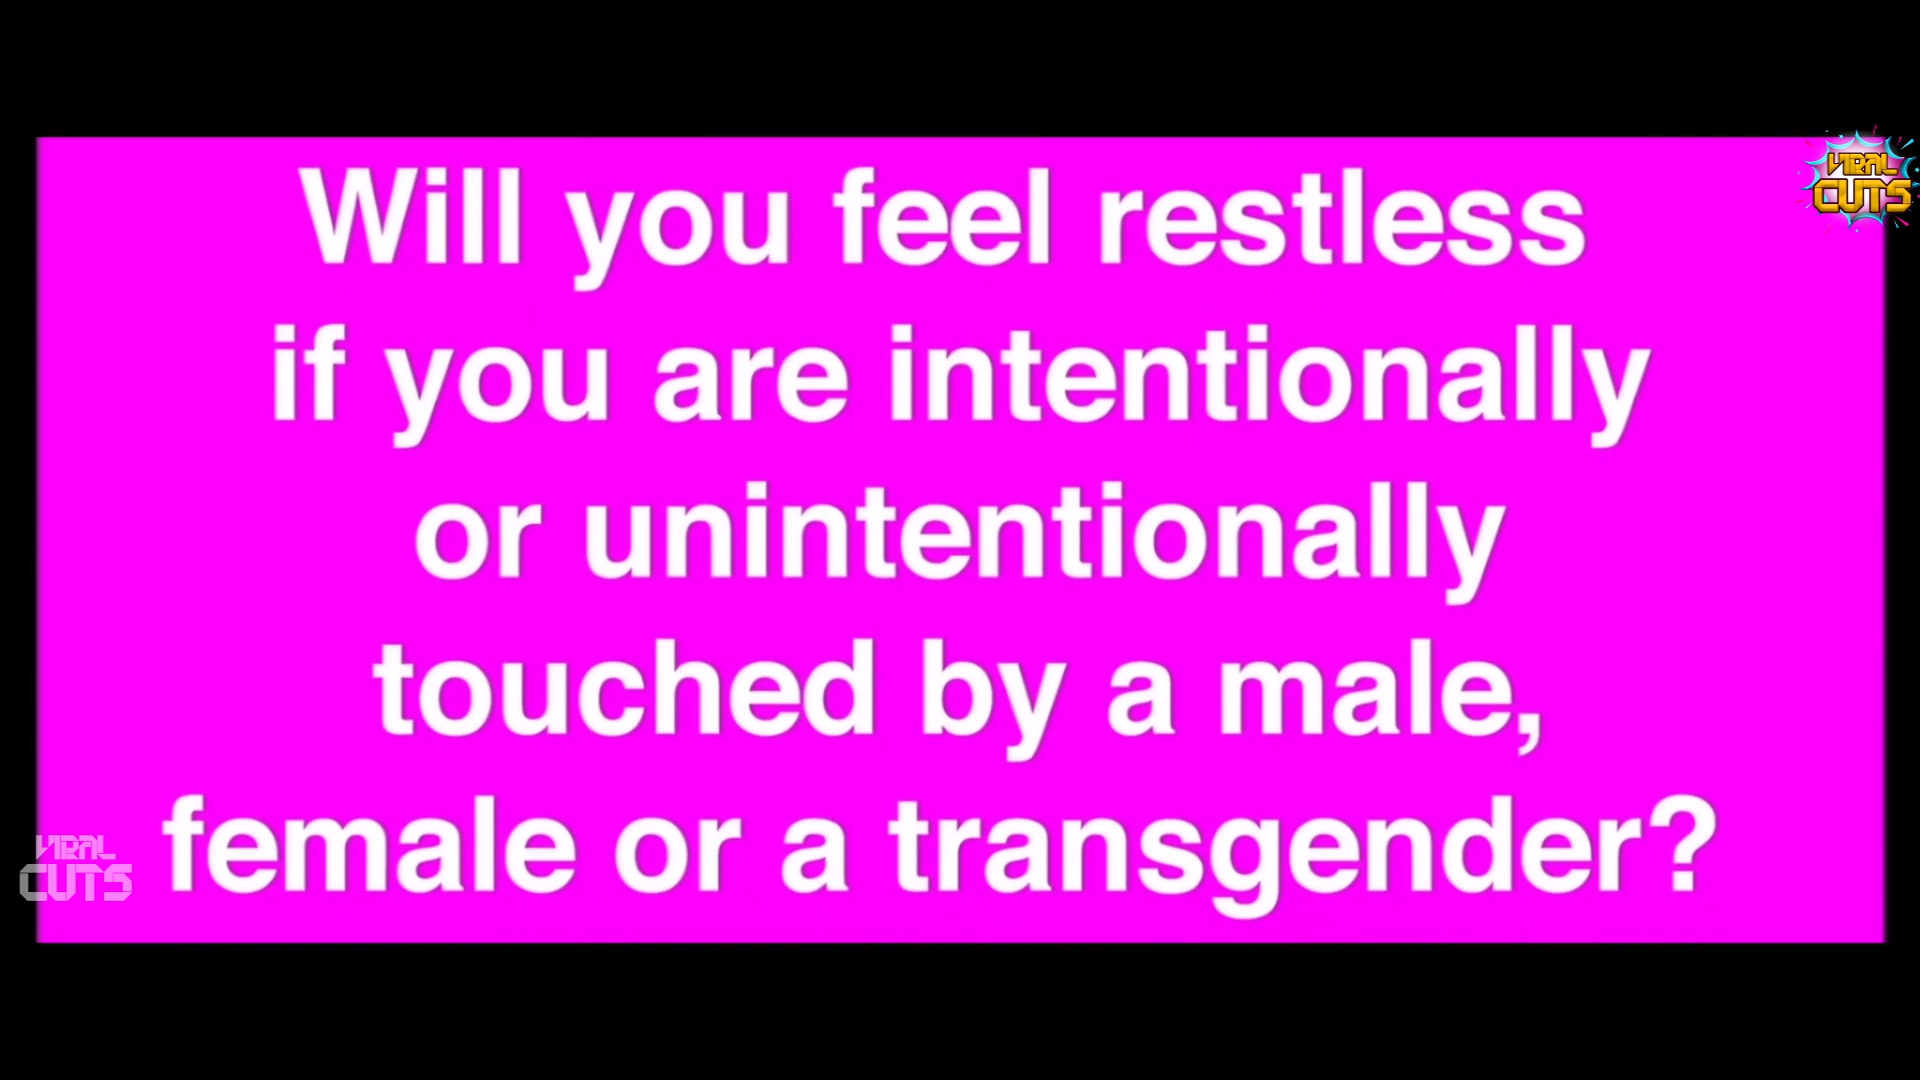 VIRAL
CUTS
Will you feel restless
if you are intentionally
or unintentionally
touched by a male,
female or a transgender?
VIRAL
CUTS